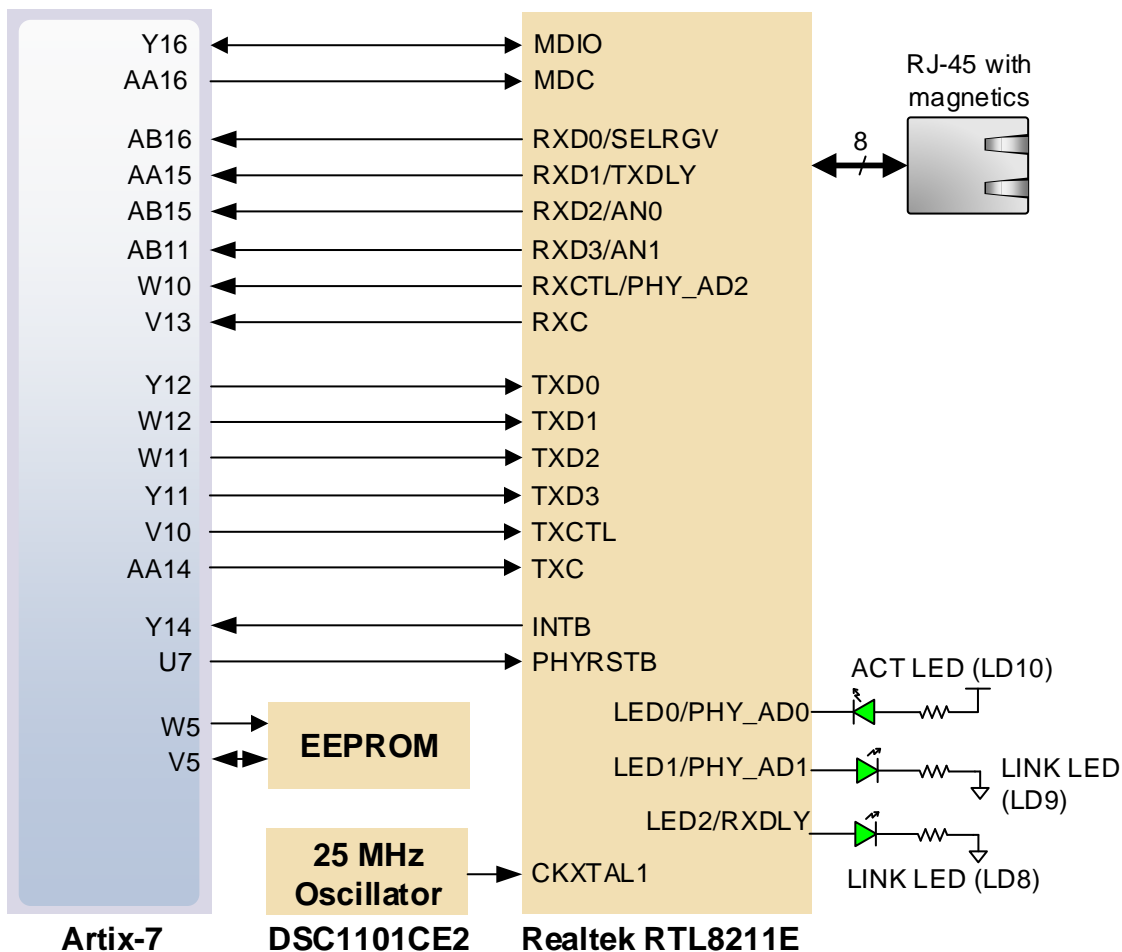 Y16 MDIO
AA16 MDC
RJ-45 with
magnetics
AB16 RXD0/SELRGV
8
AA15 RXD1/TXDLY
AB15 RXD2/AN0
AB11 RXD3/AN1
W10 RXCTL/PHY_AD2
V13 RXC
Y12 TXD0
W12 TXD1
W11 TXD2
Y11 TXD3
V10 TXCTL
AA14 TXC
Y14 INTB
U7 PHYRSTB
ACT LED (LD10)
LED0/PHY_AD0
W5
V5
EEPROM
LED1/PHY_AD1
LINK LED
(LD9)
LED2/RXDLY
LINK LED (LD8)
25 MHz
Oscillator
CKXTAL1
Artix-7 DSC1101CE2 Realtek RTL8211E